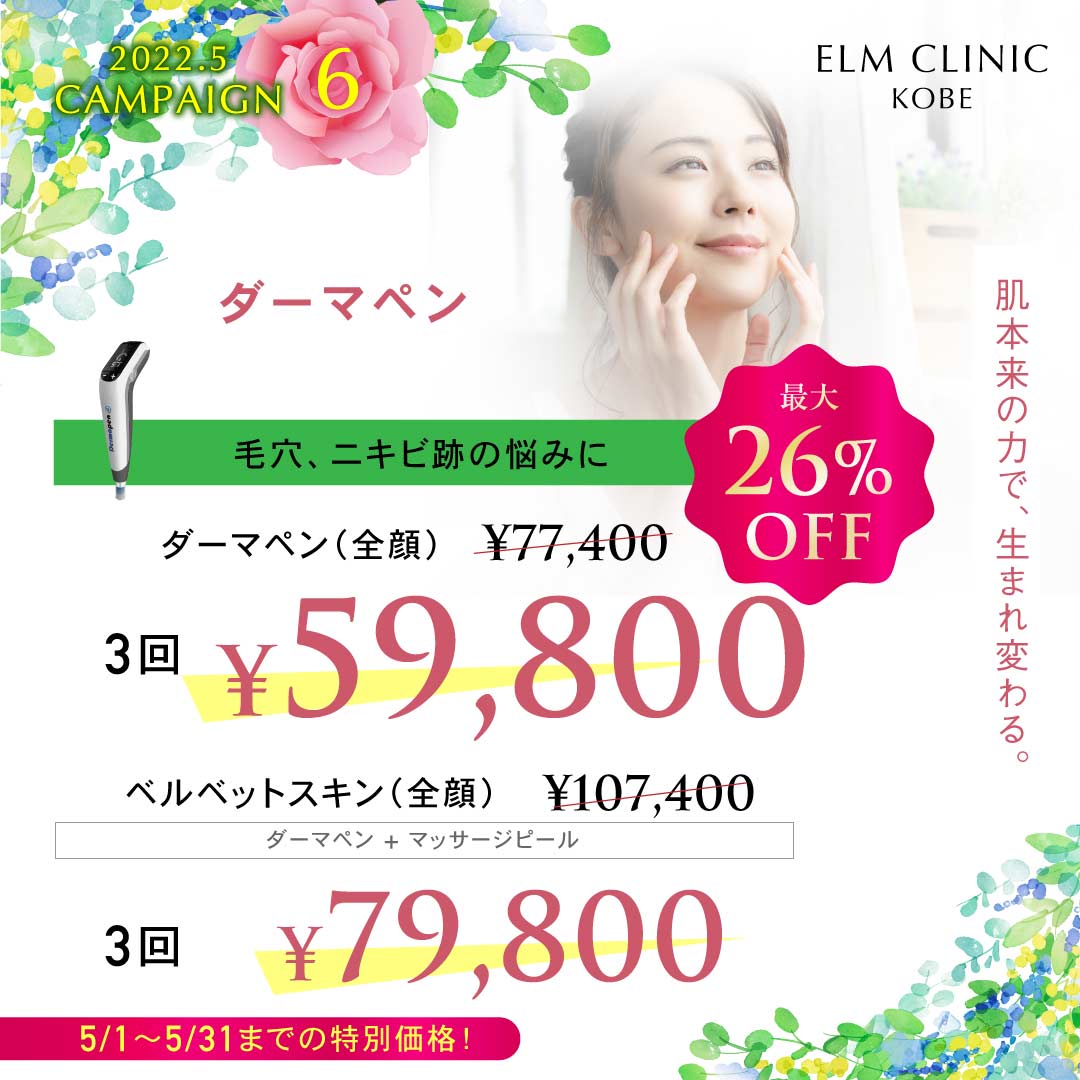 2022.5
CAMPAIGN 6
ELM CLINIC
KOBE
ダーマペン
肌本来の力で、生まれ変わる。
Dermapen
毛穴、ニキビ跡の悩みに
最大
26%
OFF
ダーマペン（全顔） ¥77,400
3回 ¥59,800
ベルベットスキン（全顔） ¥107,400
ダーマペン + マッサージピール
3回 ¥79,800
5/1～5/31までの特別価格！